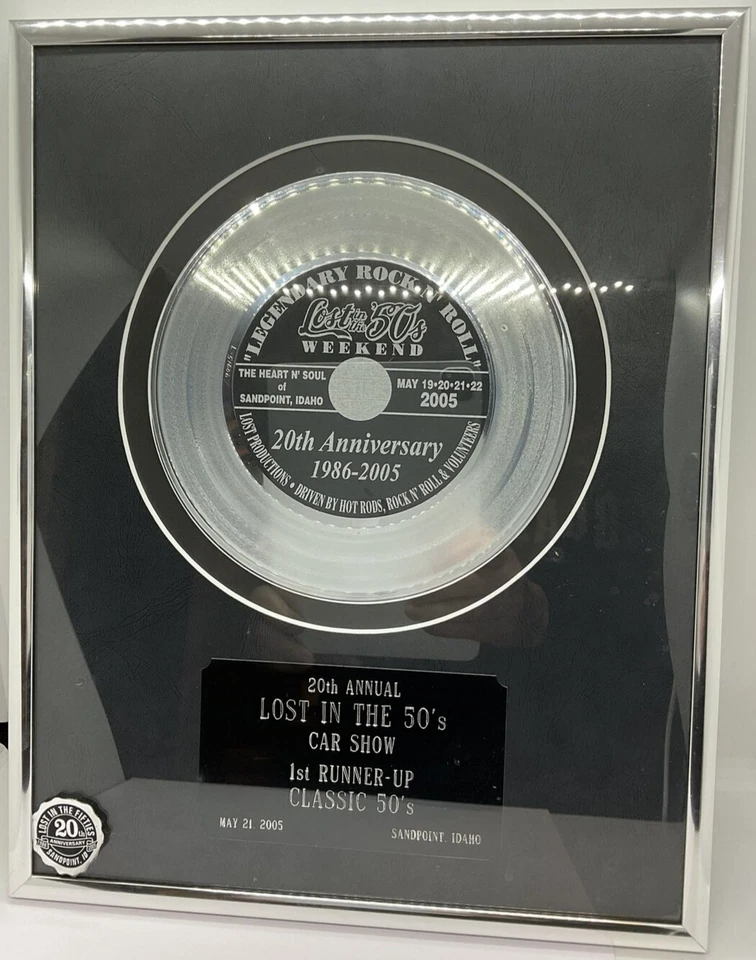 "LEGENDARY ROCK N' ROLL"
Lost in the '50's
WEEKEND
THE HEART N' SOUL
of
SANDPOINT, IDAHO
MAY 19•20•21•22
2005
20th Anniversary
1986-2005
LOST PRODUCTIONS • DRIVEN BY HOT RODS, ROCK N' ROLL & VOLUNTEERS
20th ANNUAL
LOST IN THE 50's
CAR SHOW
1st RUNNER-UP
CLASSIC 50's
MAY 21, 2005
SANDPOINT, IDAHO
LOST IN THE FIFTIES
20th
ANNIVERSARY
SANDPOINT, ID